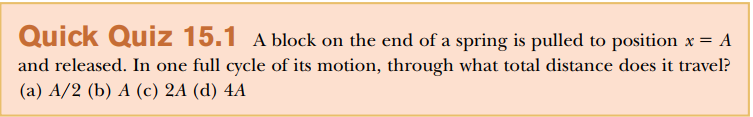 Quick Quiz 15.1 A block on the end of a spring is pulled to position x = A
and released. In one full cycle of its motion, through what total distance does it travel?
(a) A/2 (b) A (c) 2A (d) 4A